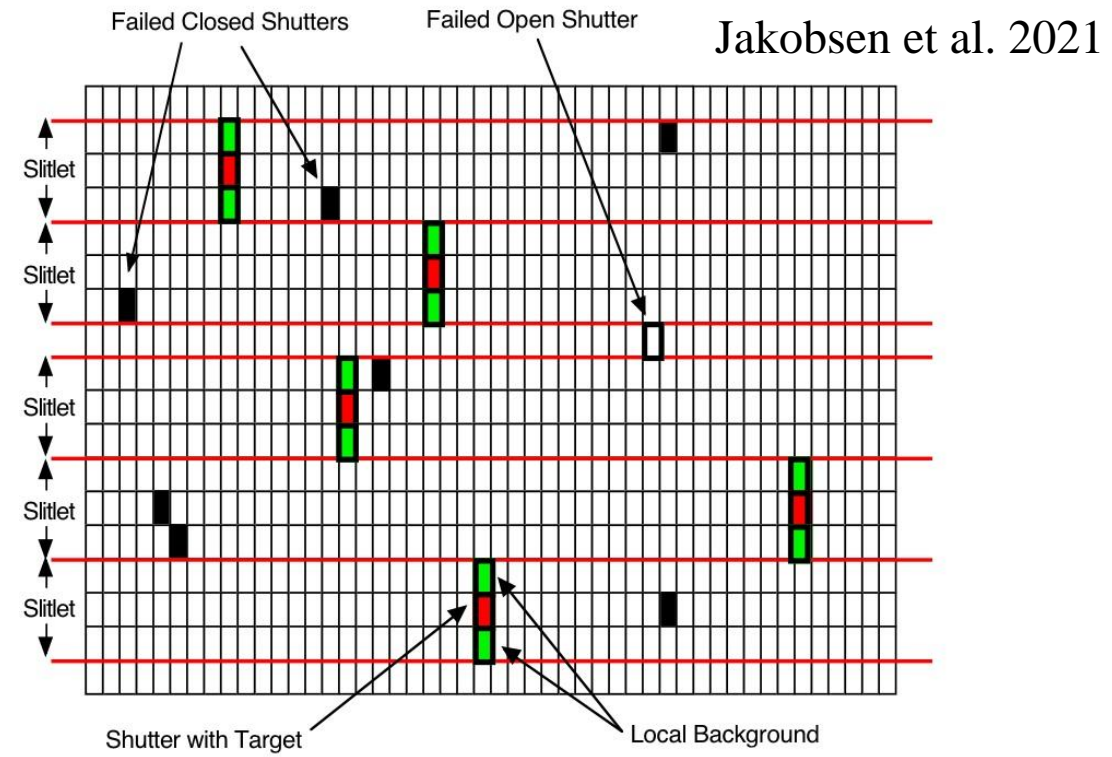 Failed Closed Shutters
Failed Open Shutter
Jakobsen et al. 2021
Slitlet
Slitlet
Slitlet
Slitlet
Slitlet
Shutter with Target
Local Background